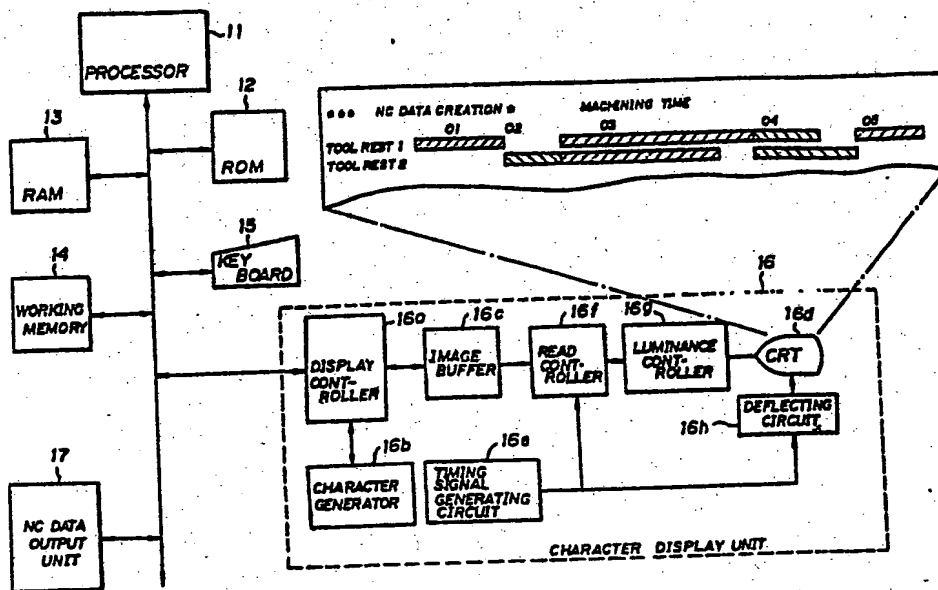 11
PROCESSOR
13
RAM
12
ROM
14
WORKING
MEMORY
15
KEY
BOARD
17
NC DATA
OUTPUT
UNIT
*** NC DATA CREATION * MACHINING TIME
01 02 03 04 05
TOOL REST 1
TOOL REST 2
16
16a
DISPLAY
CONT-
ROLLER
16c
IMAGE
BUFFER
16f
READ
CONT-
ROLLER
16g
LUMINANCE
CONT-
ROLLER
16d
CRT
16b
CHARACTER
GENERATOR
16e
TIMING
SIGNAL
GENERATING
CIRCUIT
16h
DEFLECTING
CIRCUIT
CHARACTER DISPLAY UNIT